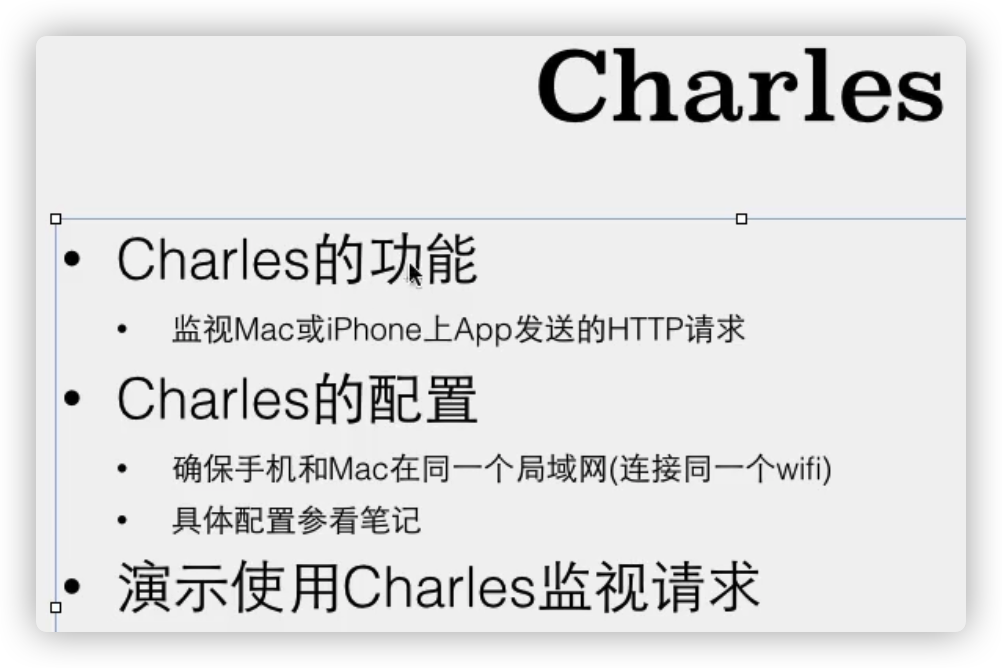 Charles
• Charles的功能
• 监视Mac或iPhone上App发送的HTTP请求
• Charles的配置
• 确保手机和Mac在同一个局域网(连接同一个wifi)
• 具体配置参看笔记
• 演示使用Charles监视请求